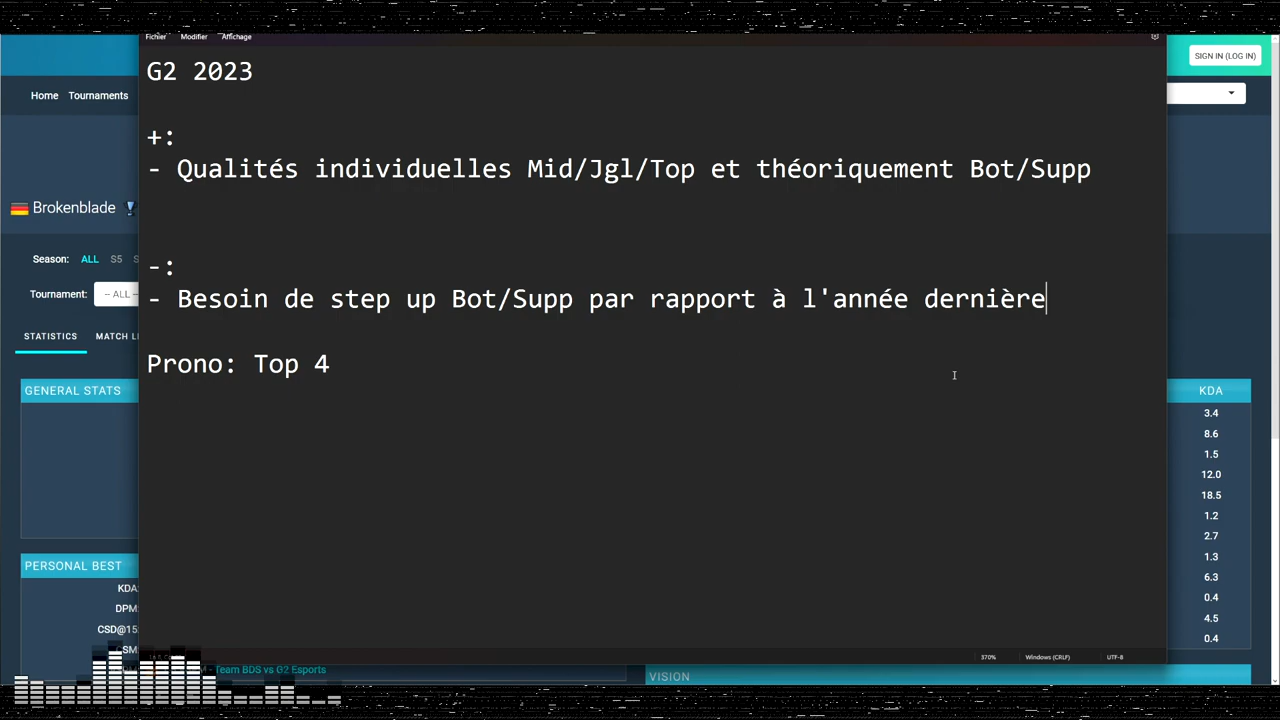 Fichier Modifier Affichage
G2 2023
+:
- Qualités individuelles Mid/Jgl/Top et théoriquement Bot/Supp
-:
- Besoin de step up Bot/Supp par rapport à l'année dernière
Prono: Top 4
370% Windows (CRLF) UTF-8
SIGN IN (LOG IN)
Home Tournaments
Brokenblade
Season: ALL S5 S
Tournament: -- ALL --
STATISTICS MATCH LI
GENERAL STATS
PERSONAL BEST
KDA:
DPM:
CSD@15:
CSM:
- Team BDS vs G2 Esports
KDA
3.4
8.6
1.5
12.0
18.5
1.2
2.7
1.3
6.3
0.4
4.5
0.4
VISION